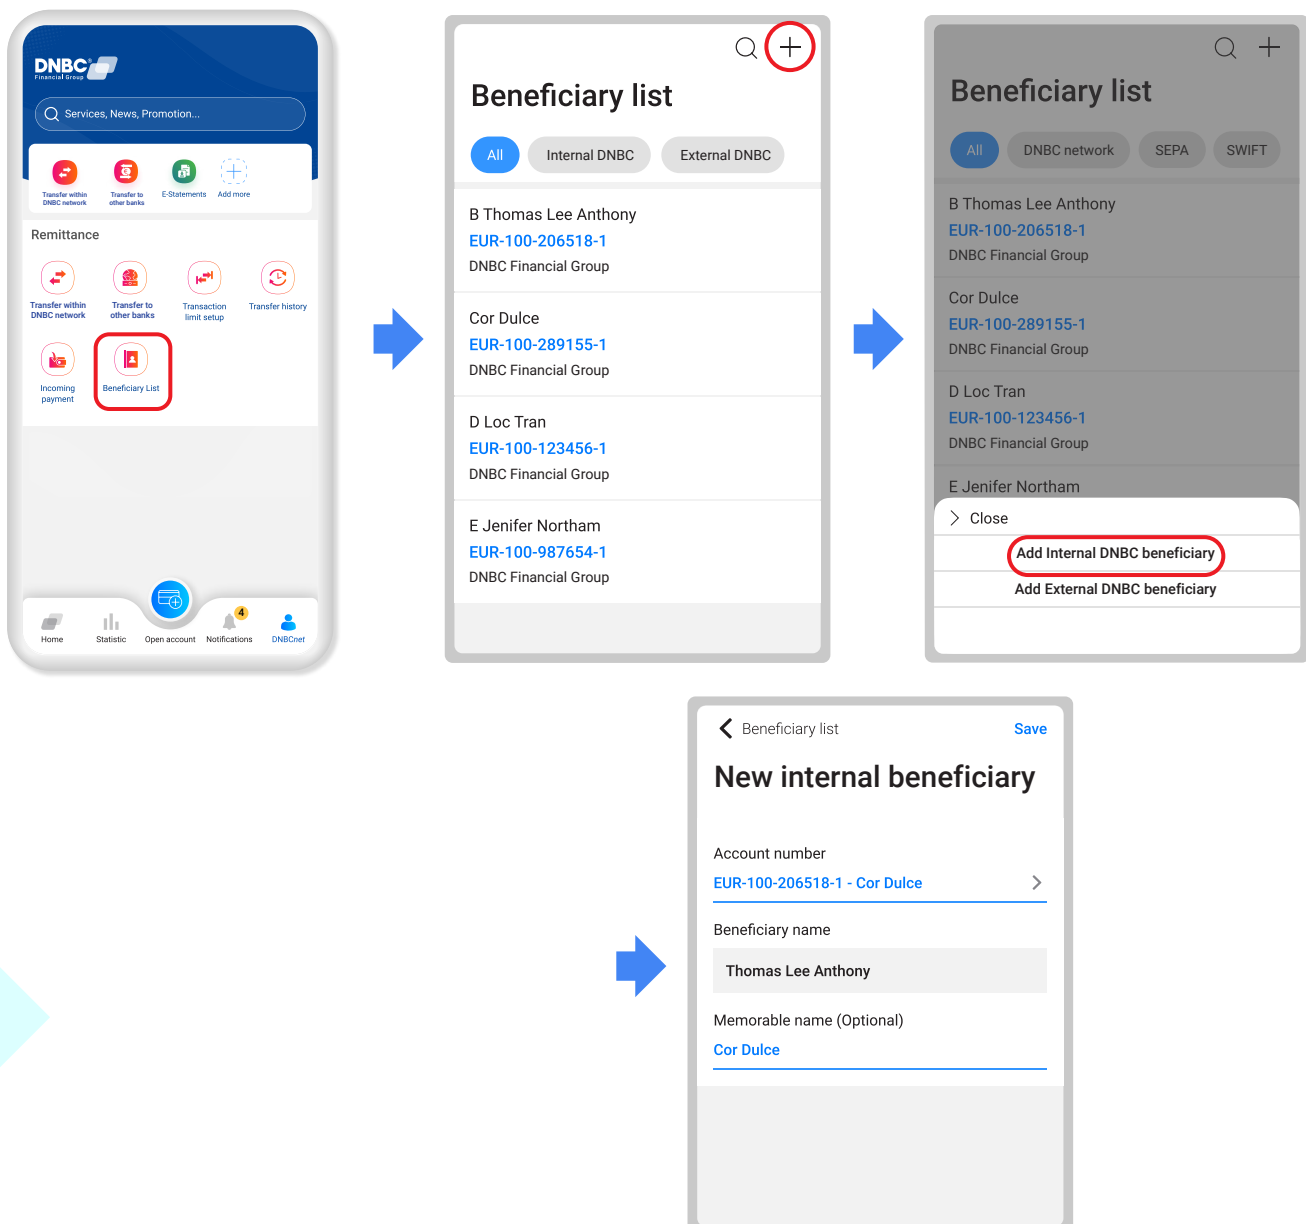 DNBC
Financial Group
Services, News, Promotion...
Transfer within
DNBC network
Transfer to
other banks
E-Statements
Add more
Remittance
Transfer within
DNBC network
Transfer to
other banks
Transaction
limit setup
Transfer history
Incoming
payment
Beneficiary List
Home
Statistic
Open account
4
Notifications
DNBCnet
Beneficiary list
All
Internal DNBC
External DNBC
B Thomas Lee Anthony
EUR-100-206518-1
DNBC Financial Group
Cor Dulce
EUR-100-289155-1
DNBC Financial Group
D Loc Tran
EUR-100-123456-1
DNBC Financial Group
E Jenifer Northam
EUR-100-987654-1
DNBC Financial Group
Beneficiary list
All
DNBC network
SEPA
SWIFT
B Thomas Lee Anthony
EUR-100-206518-1
DNBC Financial Group
Cor Dulce
EUR-100-289155-1
DNBC Financial Group
D Loc Tran
EUR-100-123456-1
DNBC Financial Group
E Jenifer Northam
Close
Add Internal DNBC beneficiary
Add External DNBC beneficiary
Beneficiary list
Save
New internal beneficiary
Account number
EUR-100-206518-1 - Cor Dulce
Beneficiary name
Thomas Lee Anthony
Memorable name (Optional)
Cor Dulce